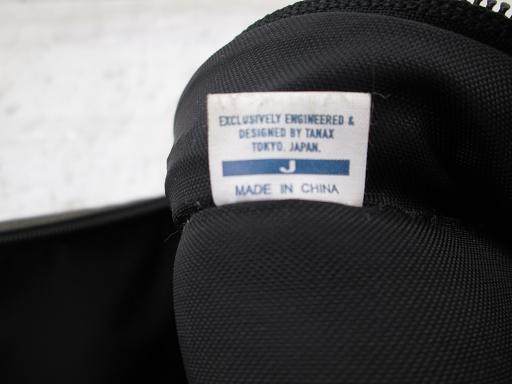 EXCLUSIVELY ENGINEERED &
DESIGNED BY TANAX
TOKYO. JAPAN.
J
MADE IN CHINA